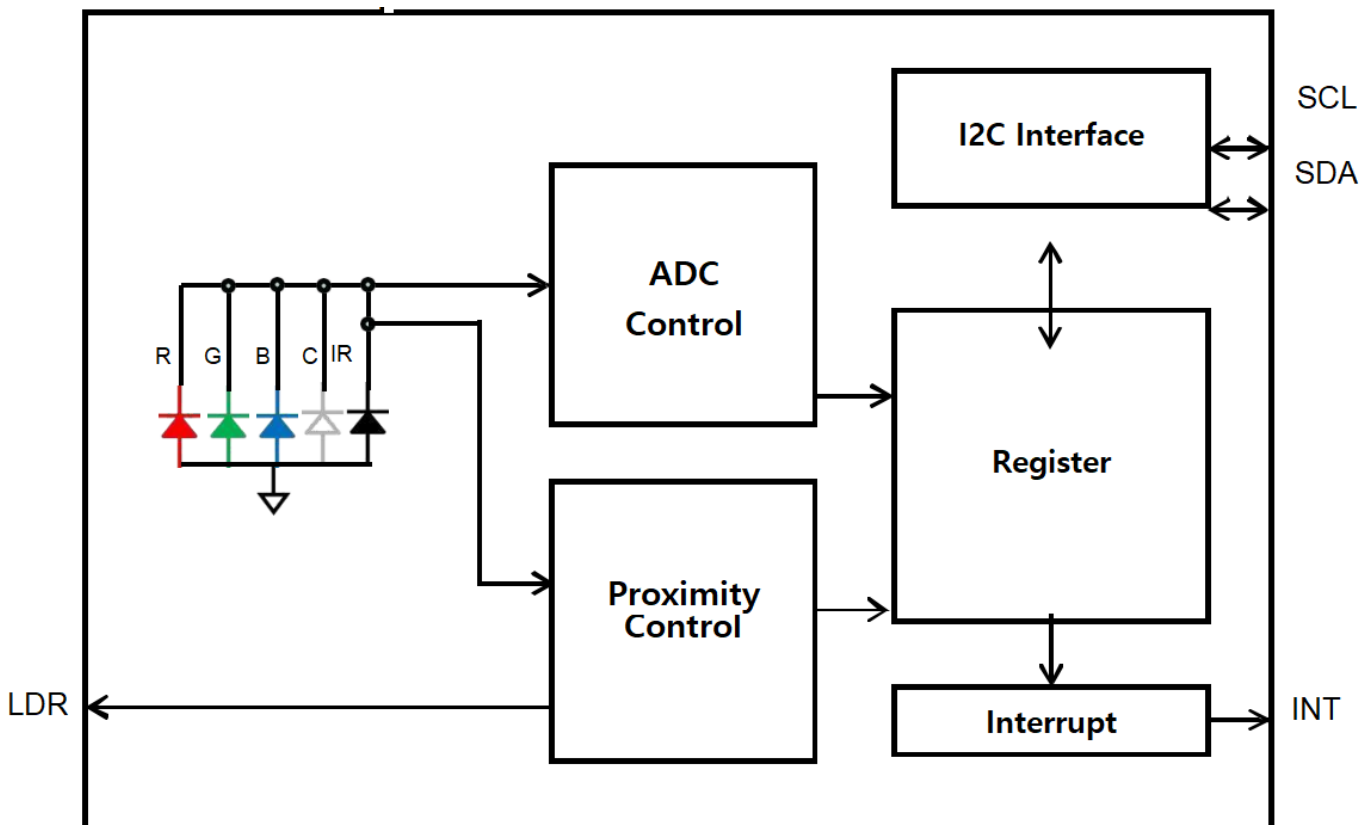 I2C Interface
SCL
SDA
ADC
Control
R G B C IR
Register
Proximity
Control
LDR
Interrupt
INT